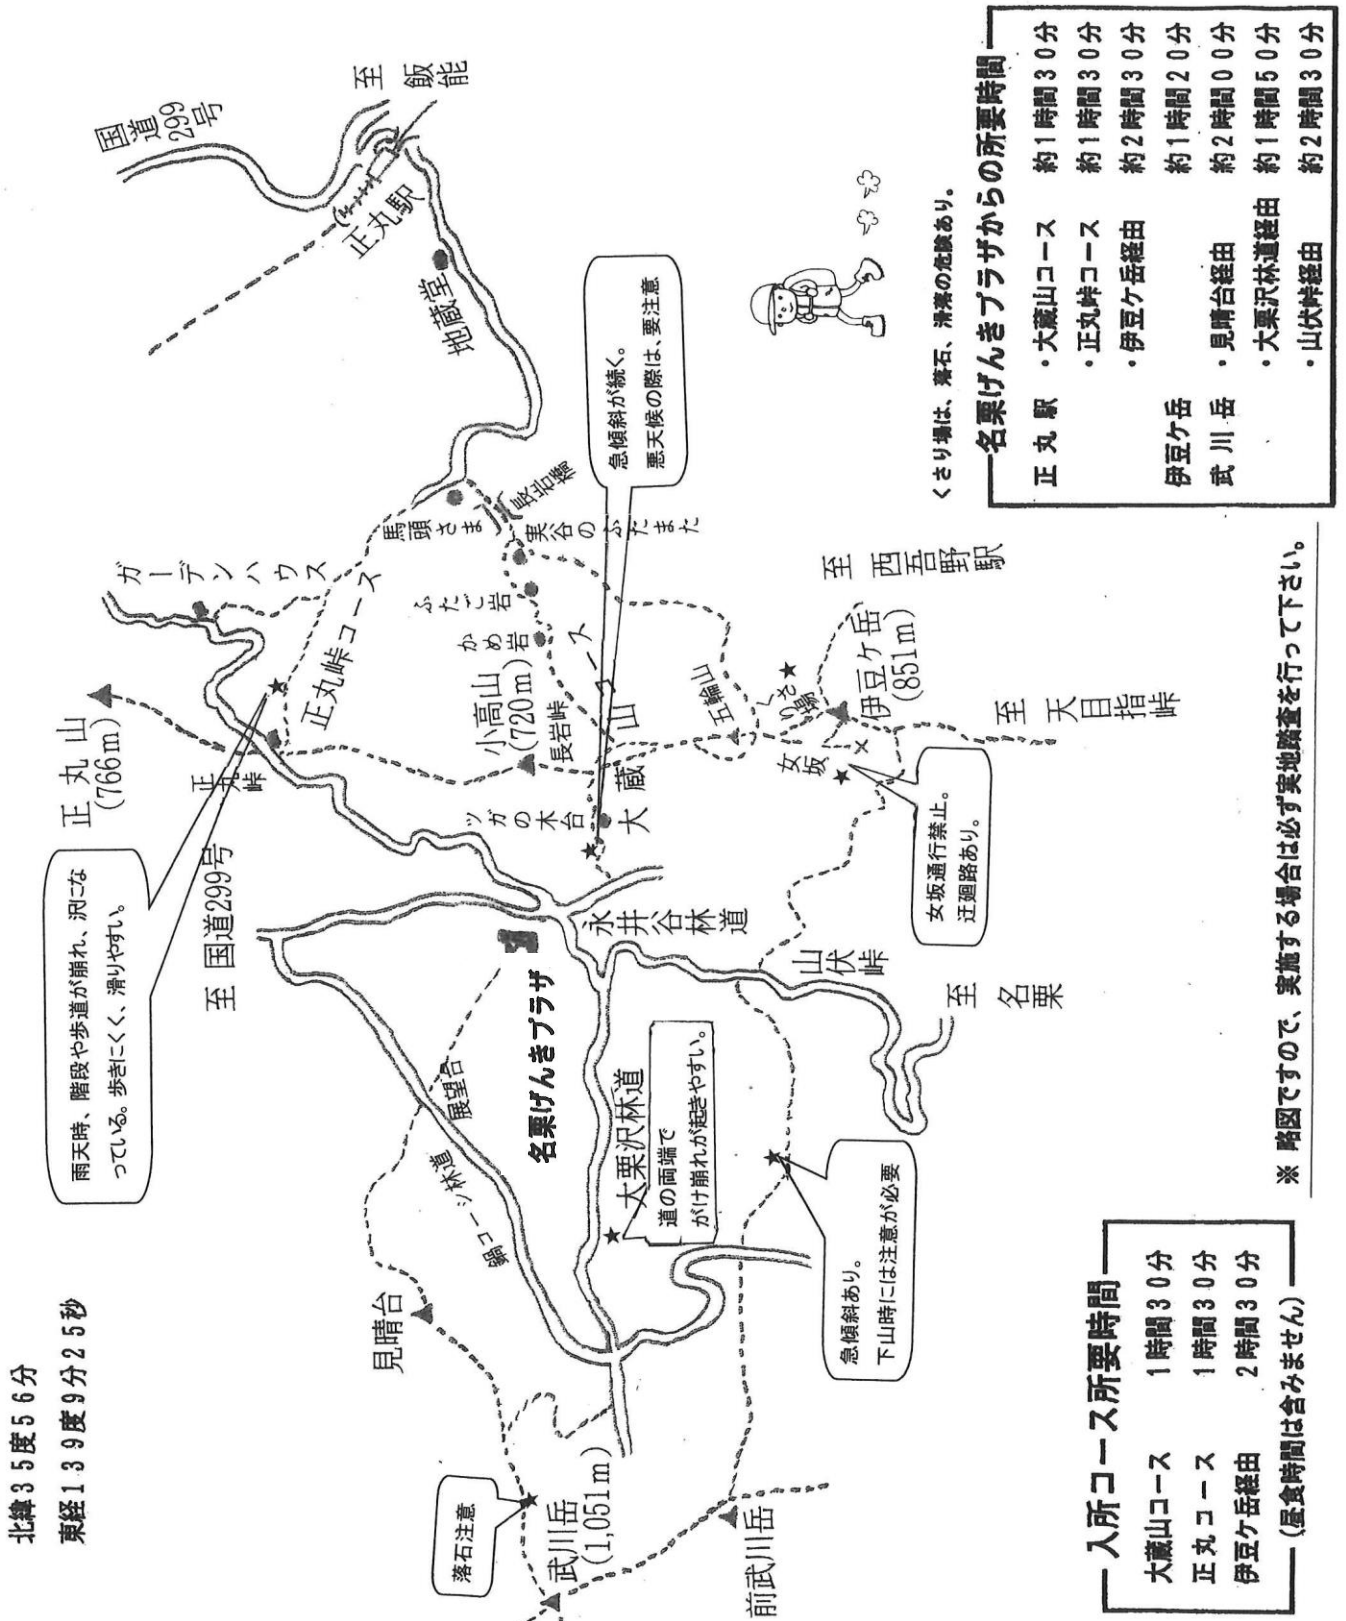 北緯３５度５６分
東経１３９度９分２５秒
雨天時、階段や歩道が崩れ、沢にな
っている。歩きにくく、滑りやすい。
正丸山
(766m)
国道
299
号
至 飯能
正丸駅
地蔵堂
ガーデンハウス
正丸峠コース
正丸峠
馬頭さま
長岩橋
実谷のふたまた
ふたご岩
かめ岩
小高山
(720m)
長岩峠
大蔵山コース
ツガの木台
急傾斜が続く。
悪天候の際は、要注意
至 国道299号
名栗げんきプラザ
永井谷林道
展望台
鍋コーシ林道
見晴台
大栗沢林道
道の両端で
がけ崩れが起きやすい。
五輪山
くさり場
女坂
伊豆ケ岳
(851m)
至 西吾野駅
至 天目指峠
女坂通行禁止。
迂廻路あり。
山伏峠
至 名栗
急傾斜あり。
下山時には注意が必要
落石注意
武川岳
(1,051m)
前武川岳
くさり場は、落石、滑落の危険あり。
名栗げんきプラザからの所要時間
正 丸 駅 ・大蔵山コース 約１時間３０分
・正丸峠コース 約１時間３０分
・伊豆ケ岳経由 約２時間３０分
伊豆ケ岳 約１時間２０分
武 川 岳 ・見晴台経由 約２時間００分
・大栗沢林道経由 約１時間５０分
・山伏峠経由 約２時間３０分
※ 略図ですので、実施する場合は必ず実地踏査を行って下さい。
入所コース所要時間
大蔵山コース １時間３０分
正 丸 コ ー ス １時間３０分
伊豆ケ岳経由 ２時間３０分
(昼食時間は含みません)